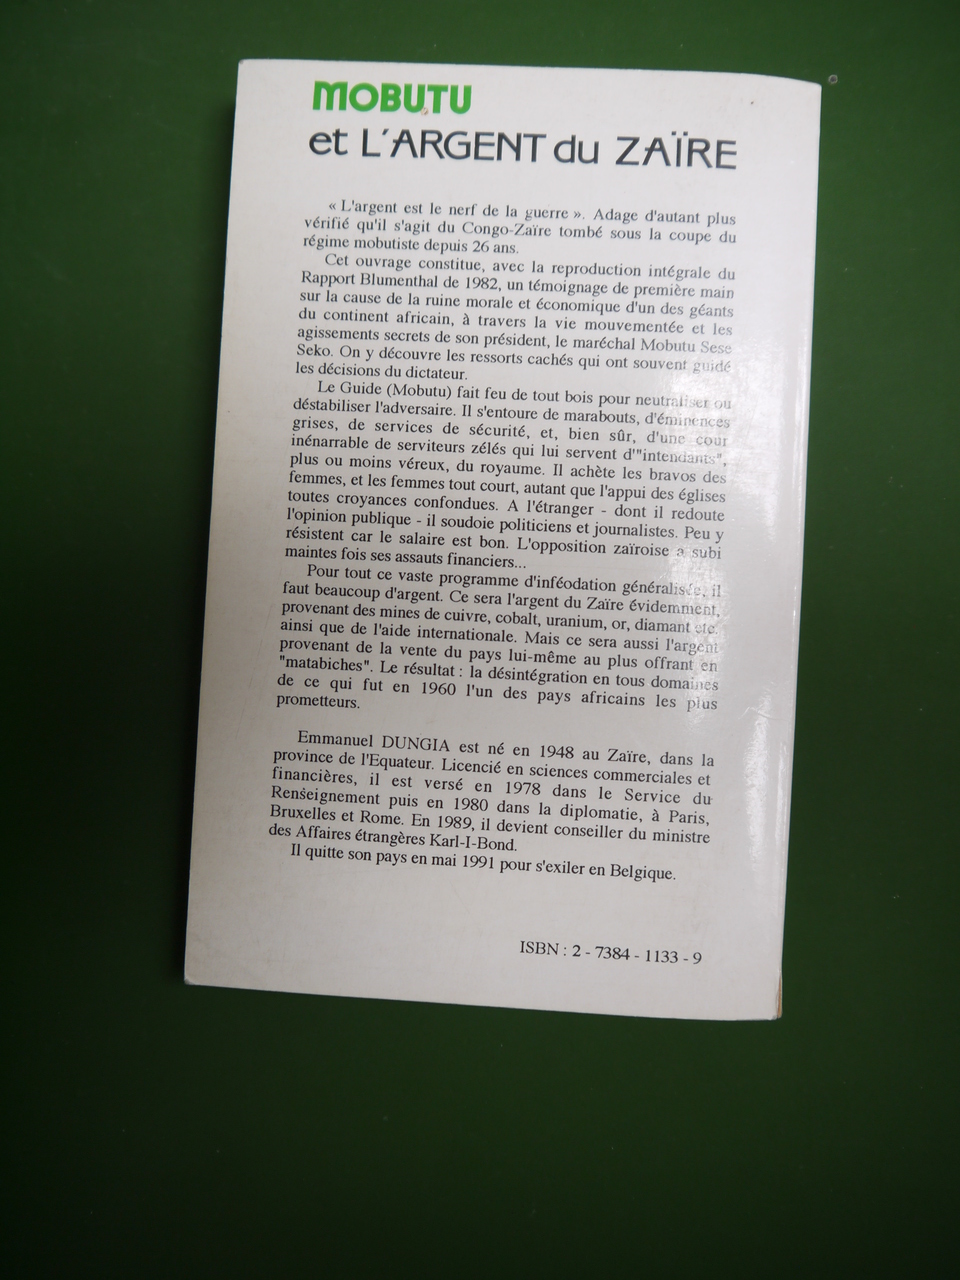 MOBUTU
et L'ARGENT du ZAÏRE
« L'argent est le nerf de la guerre ». Adage d'autant plus
vérifié qu'il s'agit du Congo-Zaïre tombé sous la coupe du
régime mobutiste depuis 26 ans.
Cet ouvrage constitue, avec la reproduction intégrale du
Rapport Blumenthal de 1982, un témoignage de première main
sur la cause de la ruine morale et économique d'un des géants
du continent africain, à travers la vie mouvementée et les
agissements secrets de son président, le maréchal Mobutu Sese
Seko. On y découvre les ressorts cachés qui ont souvent guidé
les décisions du dictateur.
Le Guide (Mobutu) fait feu de tout bois pour neutraliser ou
déstabiliser l'adversaire. Il s'entoure de marabouts, d'éminences
grises, de services de sécurité, et, bien sûr, d'une cour
inénarrable de serviteurs zélés qui lui servent d'"intendants",
plus ou moins véreux, du royaume. Il achète les bravos des
femmes, et les femmes tout court, autant que l'appui des églises
toutes croyances confondues. A l'étranger - dont il redoute
l'opinion publique - il soudoie politiciens et journalistes. Peu y
résistent car le salaire est bon. L'opposition zaïroise a subi
maintes fois ses assauts financiers...
Pour tout ce vaste programme d'inféodation généralisée, il
faut beaucoup d'argent. Ce sera l'argent du Zaïre évidemment,
provenant des mines de cuivre, cobalt, uranium, or, diamant etc.
ainsi que de l'aide internationale. Mais ce sera aussi l'argent
provenant de la vente du pays lui-même au plus offrant en
"matabiches". Le résultat : la désintégration en tous domaines
de ce qui fut en 1960 l'un des pays africains les plus
prometteurs.
Emmanuel DUNGIA est né en 1948 au Zaïre, dans la
province de l'Equateur. Licencié en sciences commerciales et
financières, il est versé en 1978 dans le Service du
Renseignement puis en 1980 dans la diplomatie, à Paris,
Bruxelles et Rome. En 1989, il devient conseiller du ministre
des Affaires étrangères Karl-I-Bond.
Il quitte son pays en mai 1991 pour s'exiler en Belgique.
ISBN : 2 - 7384 - 1133 - 9